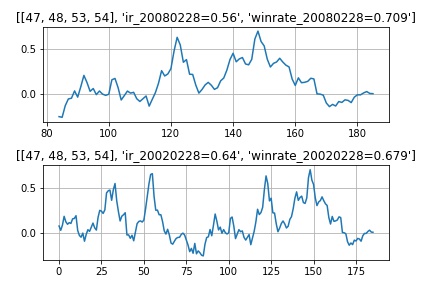 [[47, 48, 53, 54], 'ir_20080228=0.56', 'winrate_20080228=0.709']
0.5
0.0
80 100 120 140 160 180
[[47, 48, 53, 54], 'ir_20020228=0.64', 'winrate_20020228=0.679']
0.5
0.0
0 25 50 75 100 125 150 175